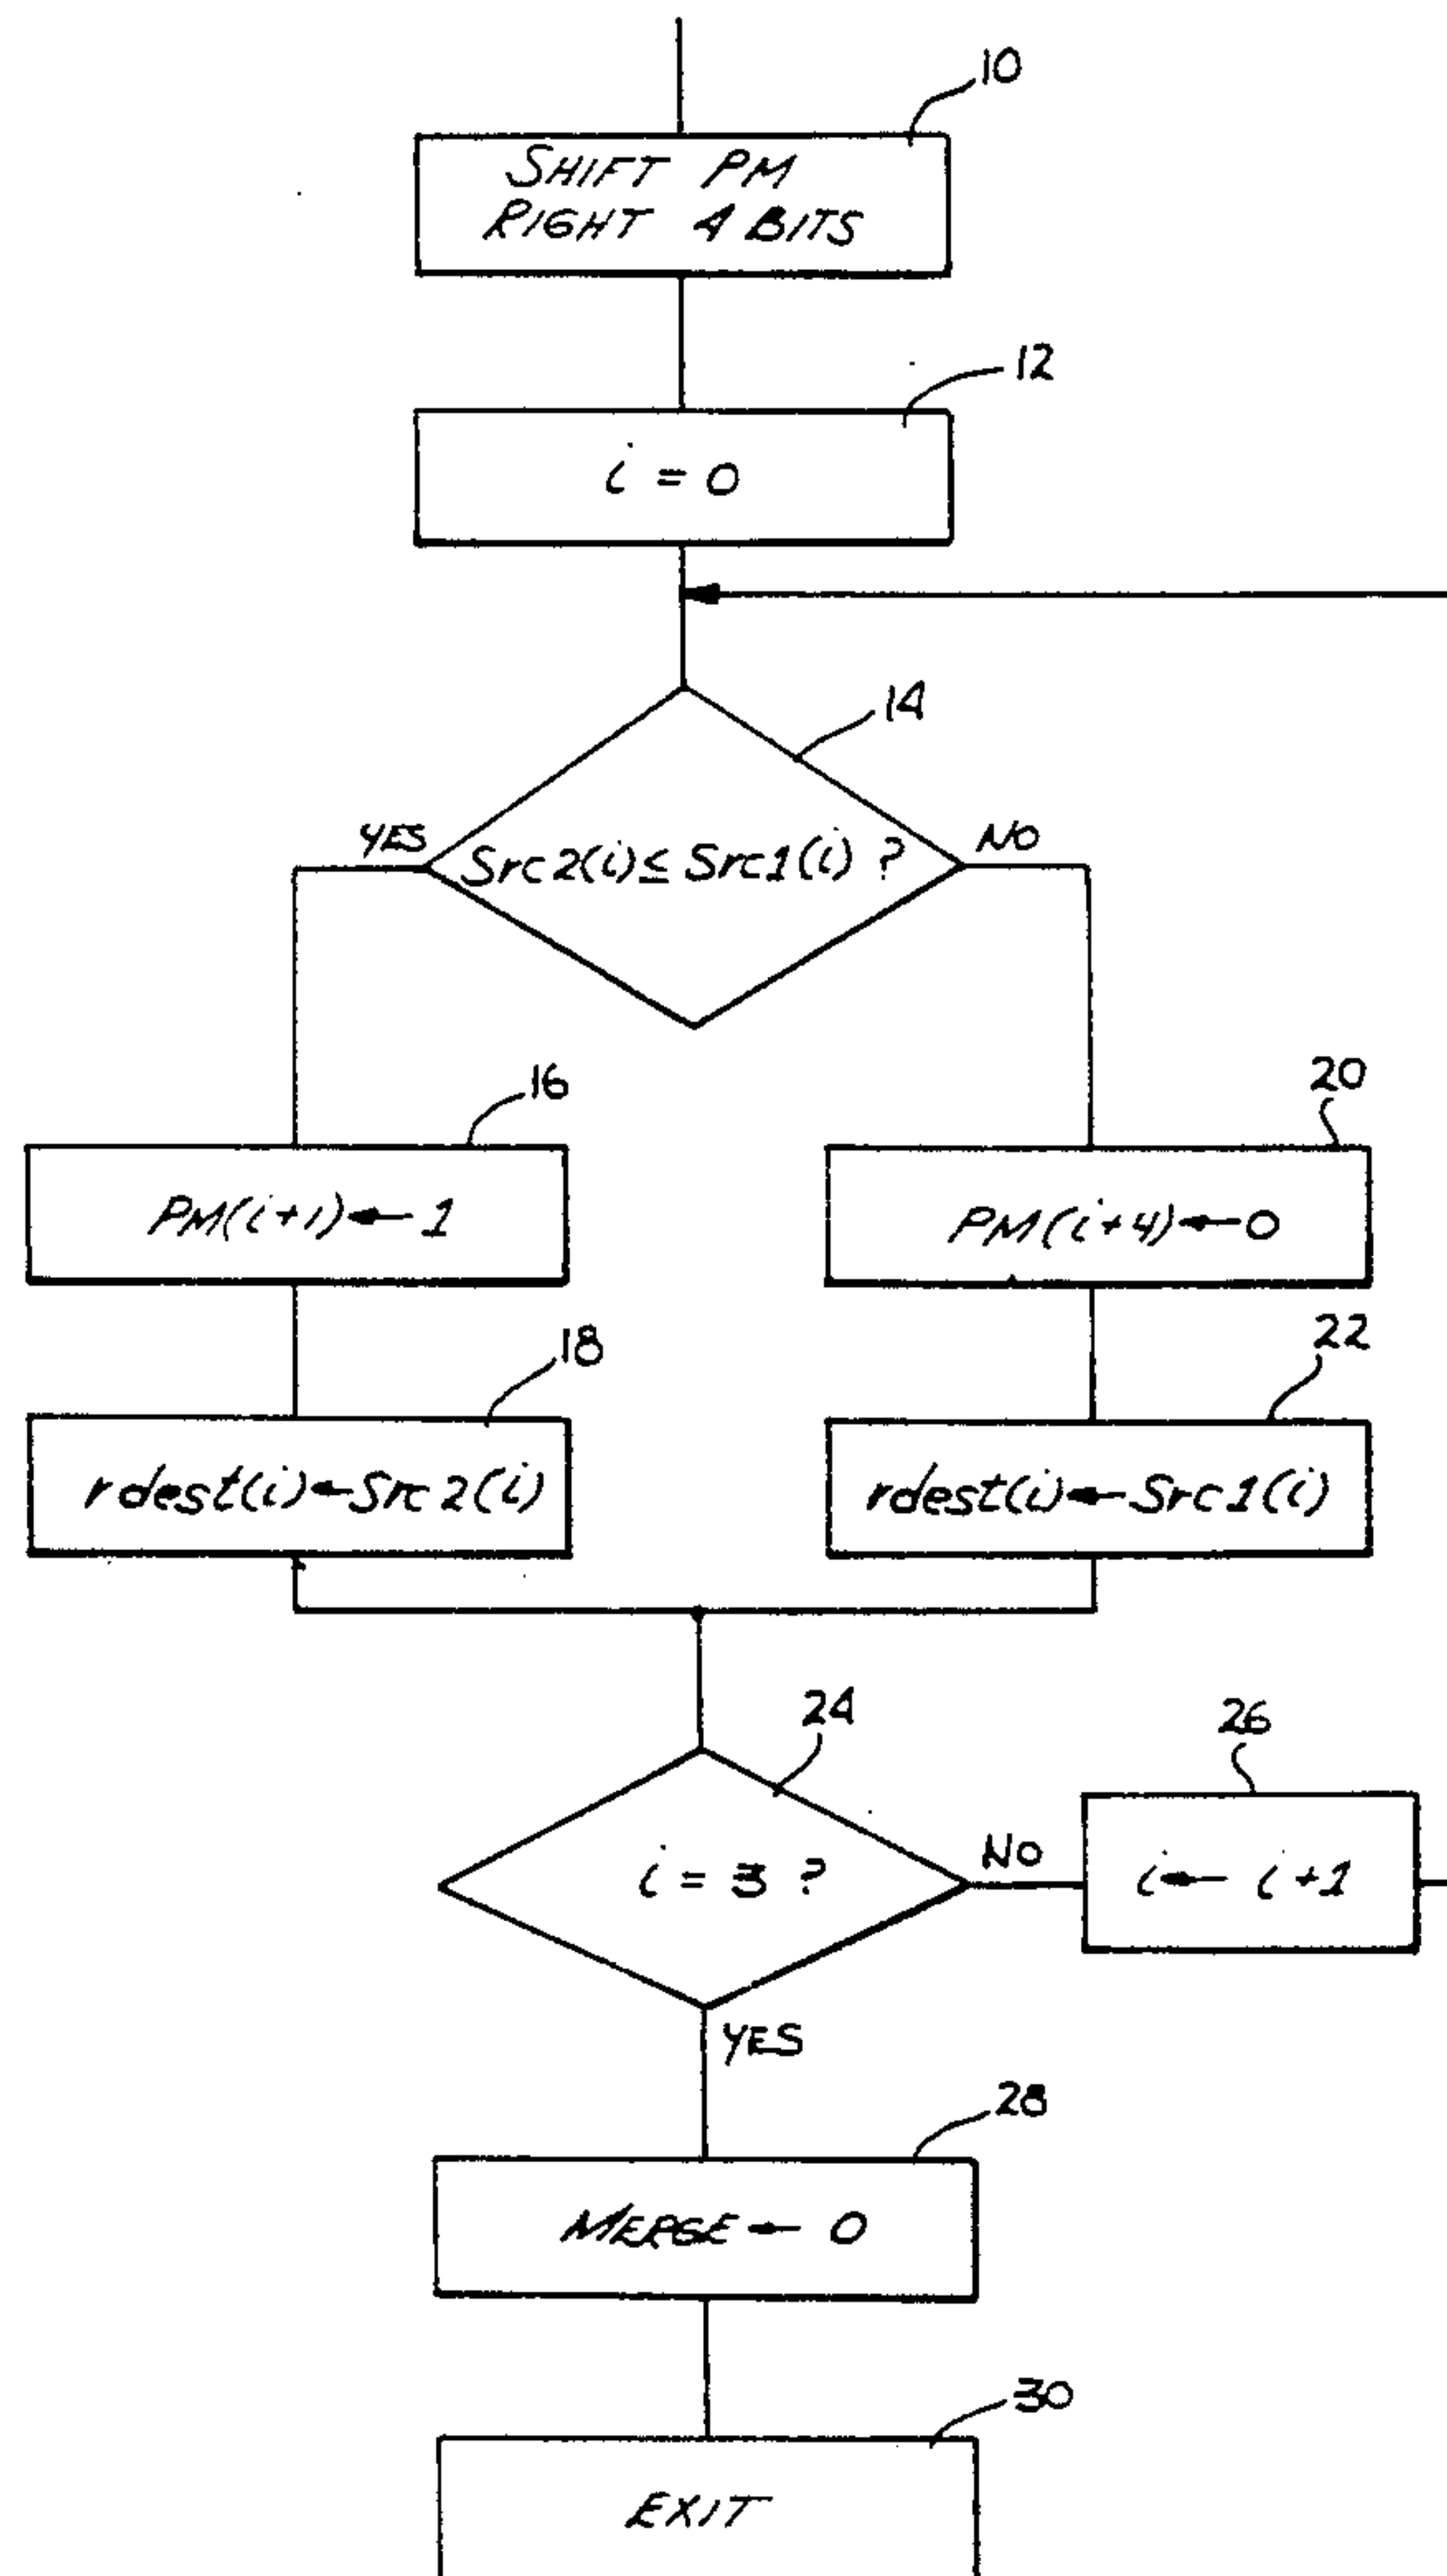 10
SHIFT PM
RIGHT 4 BITS
12
i = 0
14
YES
Src2(i)≤ Src1(i) ?
NO
16
20
PM(i+1)← 1
PM(i+4)←0
18
22
rdest(i)←Src2(i)
rdest(i)←Src1(i)
24
26
i = 3 ?
NO
i← i+1
YES
28
MERGE ← 0
30
EXIT